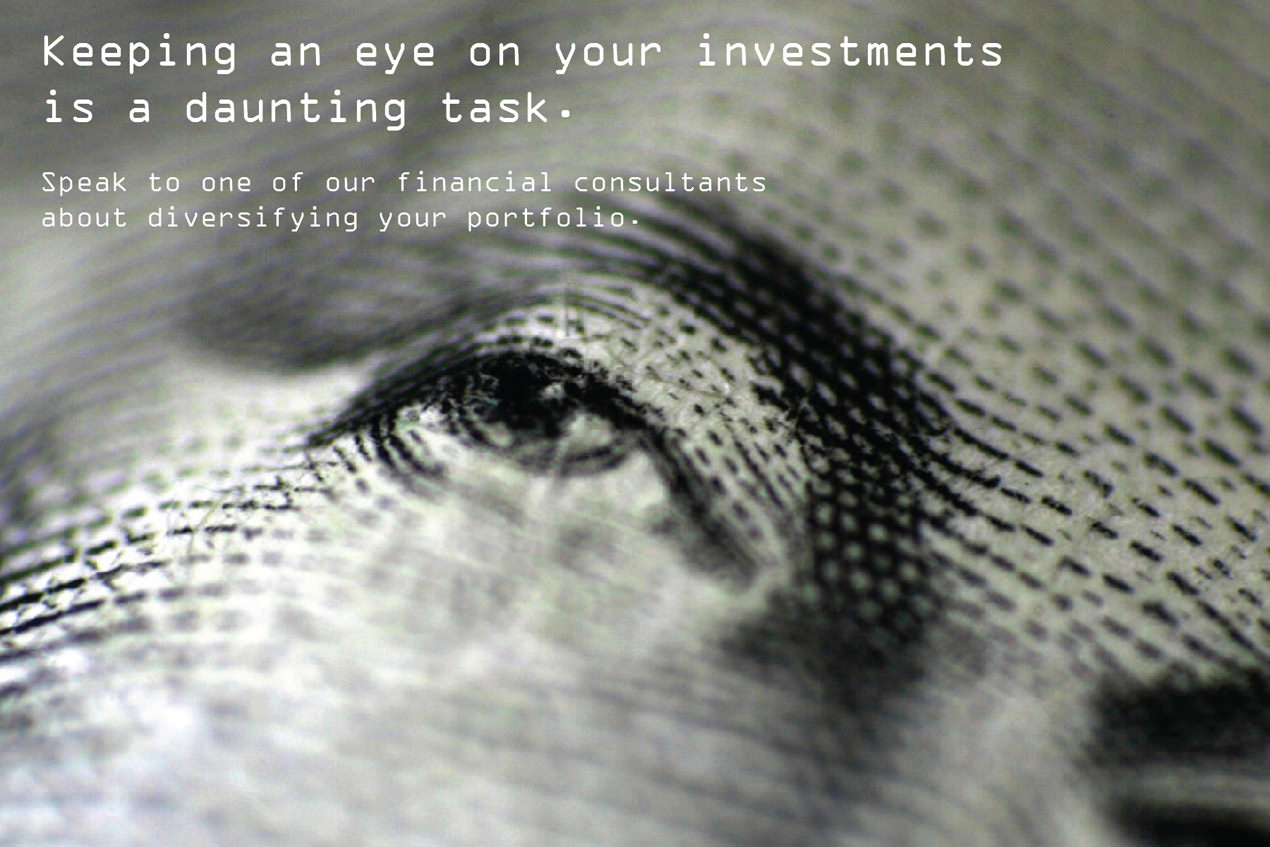 Keeping an eye on your investments
is a daunting task.
Speak to one of our financial consultants
about diversifying your portfolio.